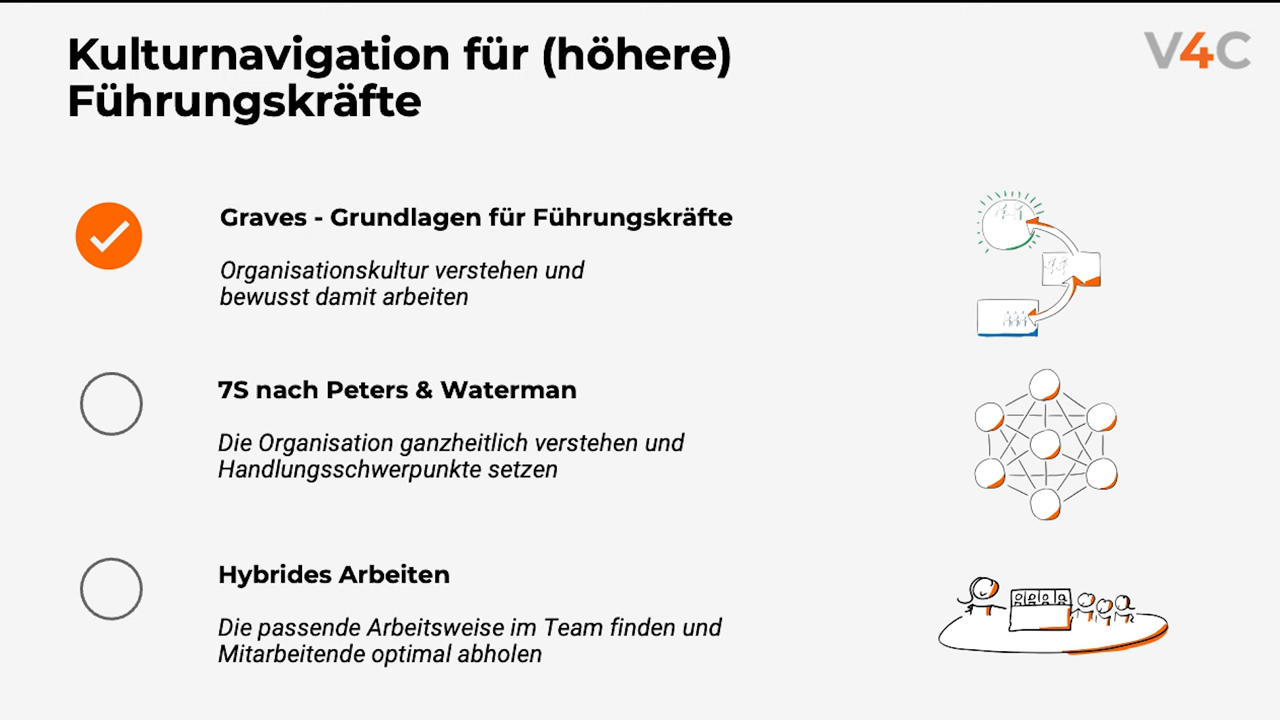 Kulturnavigation für (höhere)
Führungskräfte
V4C
Graves - Grundlagen für Führungskräfte
Organisationskultur verstehen und
bewusst damit arbeiten
7S nach Peters & Waterman
Die Organisation ganzheitlich verstehen und
Handlungsschwerpunkte setzen
Hybrides Arbeiten
Die passende Arbeitsweise im Team finden und
Mitarbeitende optimal abholen